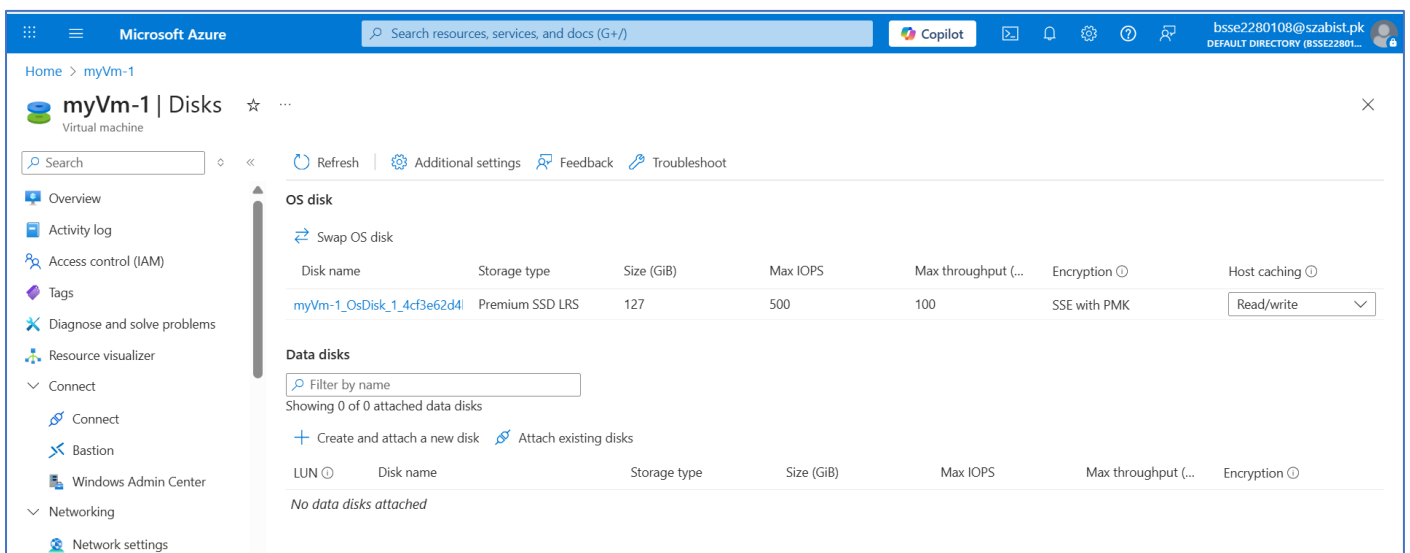 Microsoft Azure
Search resources, services, and docs (G+/)
Copilot
bsse2280108@szabist.pk
DEFAULT DIRECTORY (BSSE22801...
Home > myVm-1
myVm-1 | Disks
Virtual machine
Search
Refresh
Additional settings
Feedback
Troubleshoot
Overview
Activity log
Access control (IAM)
Tags
Diagnose and solve problems
Resource visualizer
Connect
Connect
Bastion
Windows Admin Center
Networking
Network settings
OS disk
Swap OS disk
Disk name Storage type Size (GiB) Max IOPS Max throughput (... Encryption Host caching
myVm-1_OsDisk_1_4cf3e62d4 Premium SSD LRS 127 500 100 SSE with PMK Read/write
Data disks
Filter by name
Showing 0 of 0 attached data disks
+ Create and attach a new disk Attach existing disks
LUN Disk name Storage type Size (GiB) Max IOPS Max throughput (... Encryption
No data disks attached